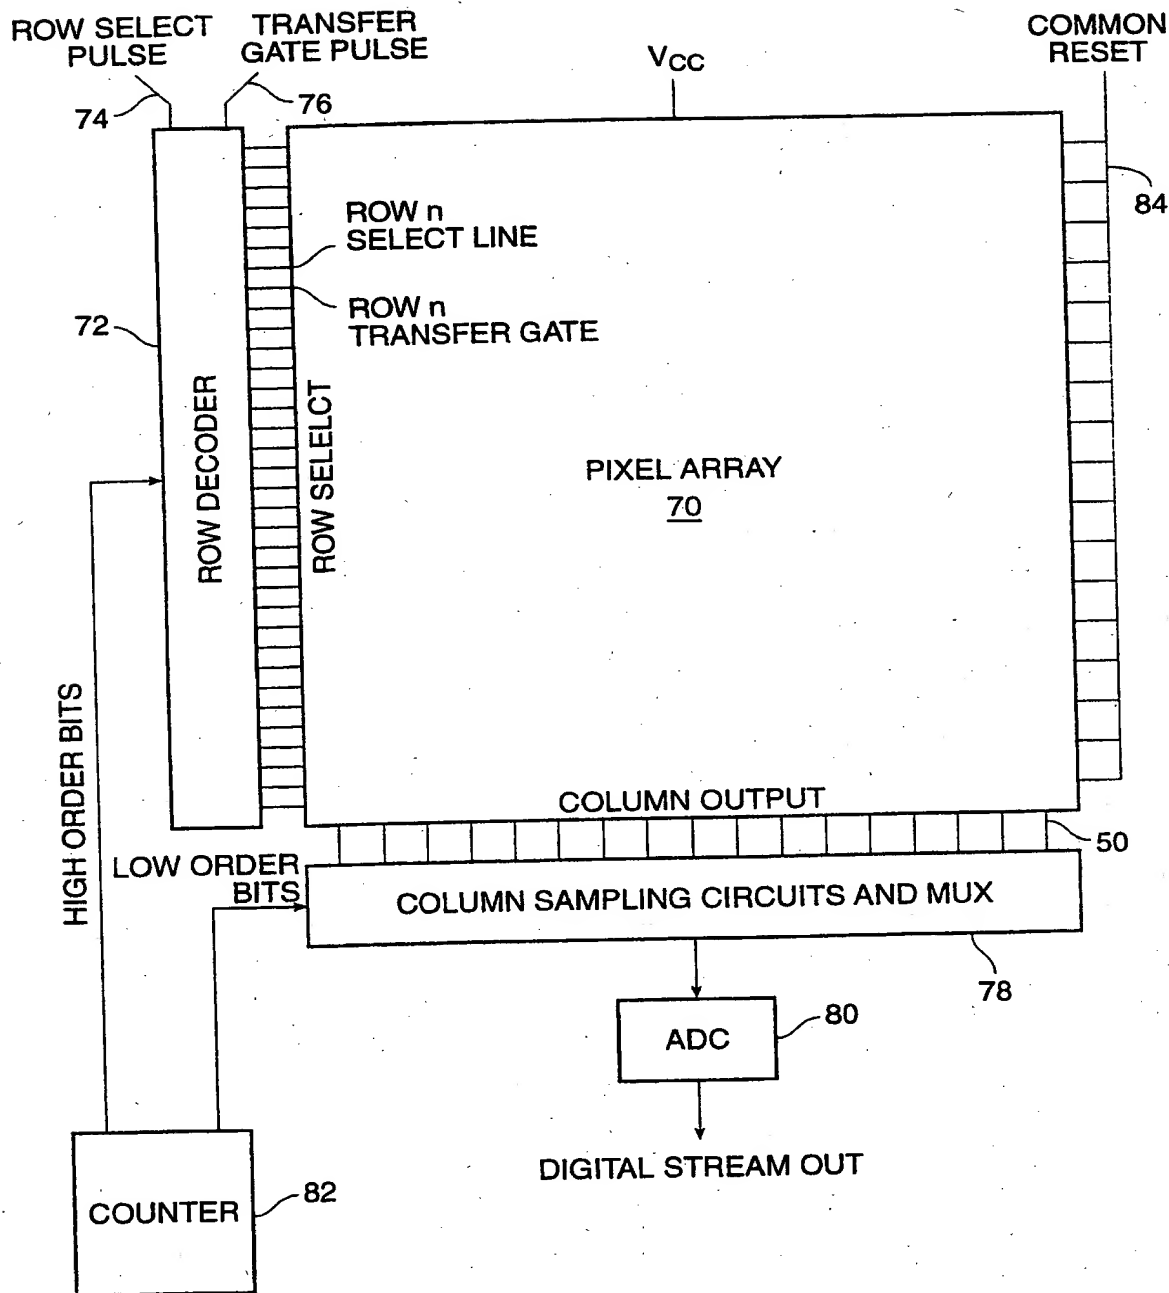 ROW SELECT
PULSE
TRANSFER
GATE PULSE
VCC
COMMON
RESET
74
76
84
ROW n
SELECT LINE
ROW n
TRANSFER GATE
72
ROW DECODER
ROW SELELCT
PIXEL ARRAY
70
HIGH ORDER BITS
COLUMN OUTPUT
50
LOW ORDER
BITS
COLUMN SAMPLING CIRCUITS AND MUX
78
ADC
80
DIGITAL STREAM OUT
COUNTER
82